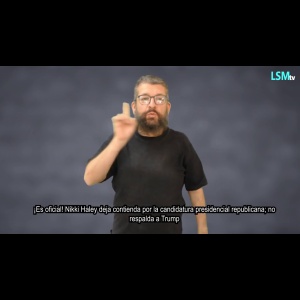 LSMtv
¡Es oficial! Nikki Haley deja contienda por la candidatura presidencial republicana; no
respalda a Trump